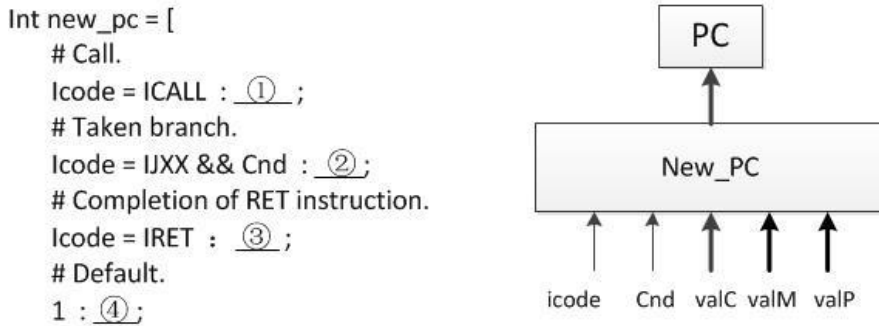 Int new_pc = [
# Call.
Icode = ICALL : ① ;
# Taken branch.
Icode = IJXX && Cnd : ② ;
# Completion of RET instruction.
Icode = IRET : ③ ;
# Default.
1 : ④ ;
PC
New_PC
icode Cnd valC valM valP